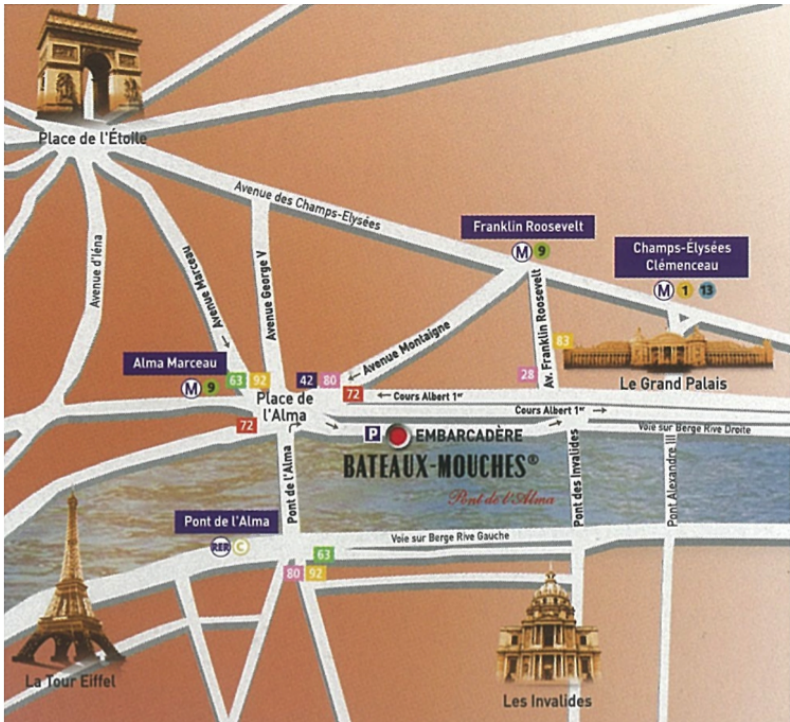 Place de l'Étoile
Avenue des Champs-Elysées
Franklin Roosevelt
M 9
Champs-Élysées
Clémenceau
M 1 13
Avenue d'iéna
Avenue Marceau
Avenue George V
Avenue Montaigne
Av. Franklin Roosevelt
83
28
Le Grand Palais
Alma Marceau
M 9
63 92
42 80
72
Cours Albert 1er
Place de
l'Alma
Cours Albert 1er
72
P EMBARCADÈRE
Voie sur Berge Rive Droite
BATEAUX-MOUCHES®
Pont de l'Alma
Pont de l'Alma
Pont des Invalides
Pont Alexandre III
Pont de l'Alma
RER C
Voie sur Berge Rive Gauche
63
80 92
La Tour Eiffel
Les Invalides